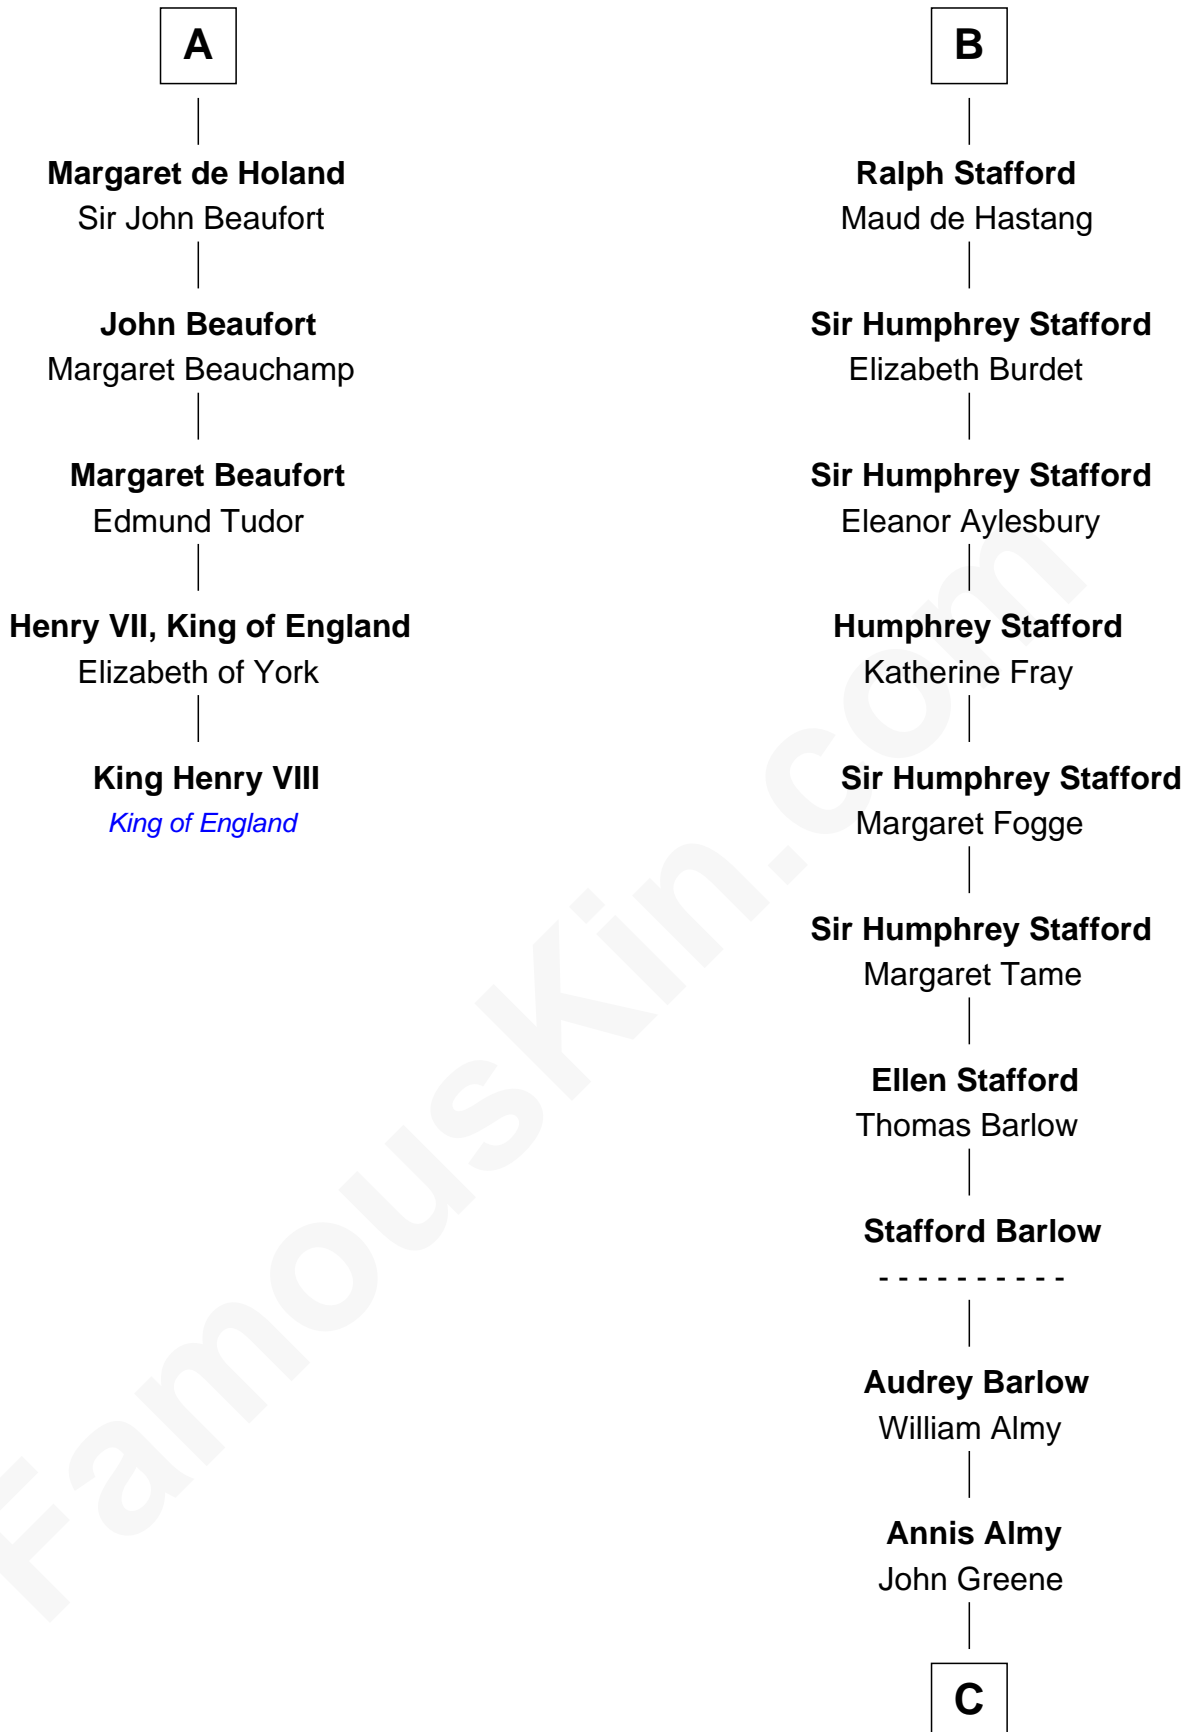 A
Margaret de Holand
Sir John Beaufort
John Beaufort
Margaret Beauchamp
Margaret Beaufort
Edmund Tudor
Henry VII, King of England
Elizabeth of York
King Henry VIII
King of England
B
Ralph Stafford
Maud de Hastang
Sir Humphrey Stafford
Elizabeth Burdet
Sir Humphrey Stafford
Eleanor Aylesbury
Humphrey Stafford
Katherine Fray
Sir Humphrey Stafford
Margaret Fogge
Sir Humphrey Stafford
Margaret Tame
Ellen Stafford
Thomas Barlow
Stafford Barlow
- - - - - - - - - -
Audrey Barlow
William Almy
Annis Almy
John Greene
C
FamousKin.com